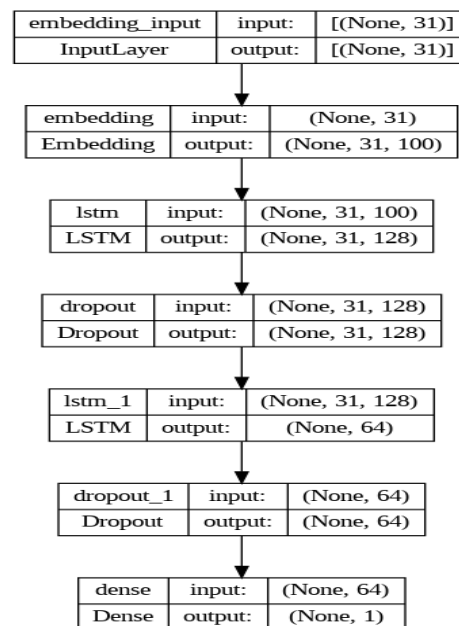 embedding_input input: [(None, 31)]
InputLayer output: [(None, 31)]
embedding input: (None, 31)
Embedding output: (None, 31, 100)
lstm input: (None, 31, 100)
LSTM output: (None, 31, 128)
dropout input: (None, 31, 128)
Dropout output: (None, 31, 128)
lstm_1 input: (None, 31, 128)
LSTM output: (None, 64)
dropout_1 input: (None, 64)
Dropout output: (None, 64)
dense input: (None, 64)
Dense output: (None, 1)